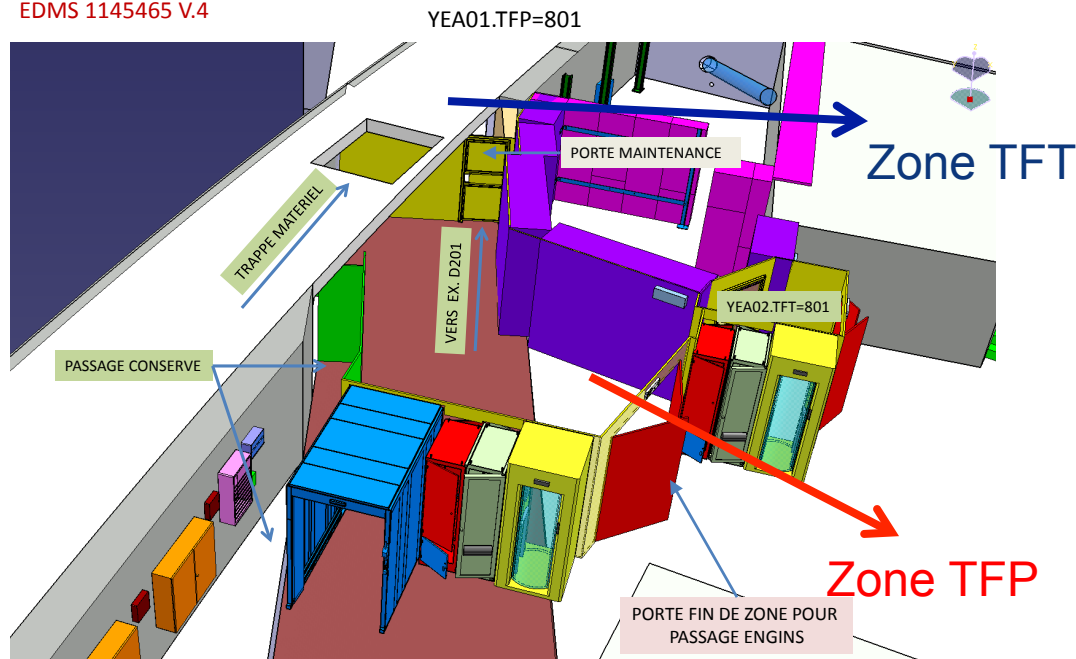 EDMS 1145465 V.4
YEA01.TFP=801
PORTE MAINTENANCE
Zone TFT
TRAPPE MATERIEL
VERS EX. D201
YEA02.TFT=801
PASSAGE CONSERVE
Zone TFP
PORTE FIN DE ZONE POUR
PASSAGE ENGINS